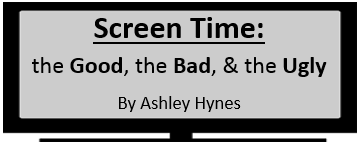 Screen Time:
the Good, the Bad, & the Ugly
By Ashley Hynes